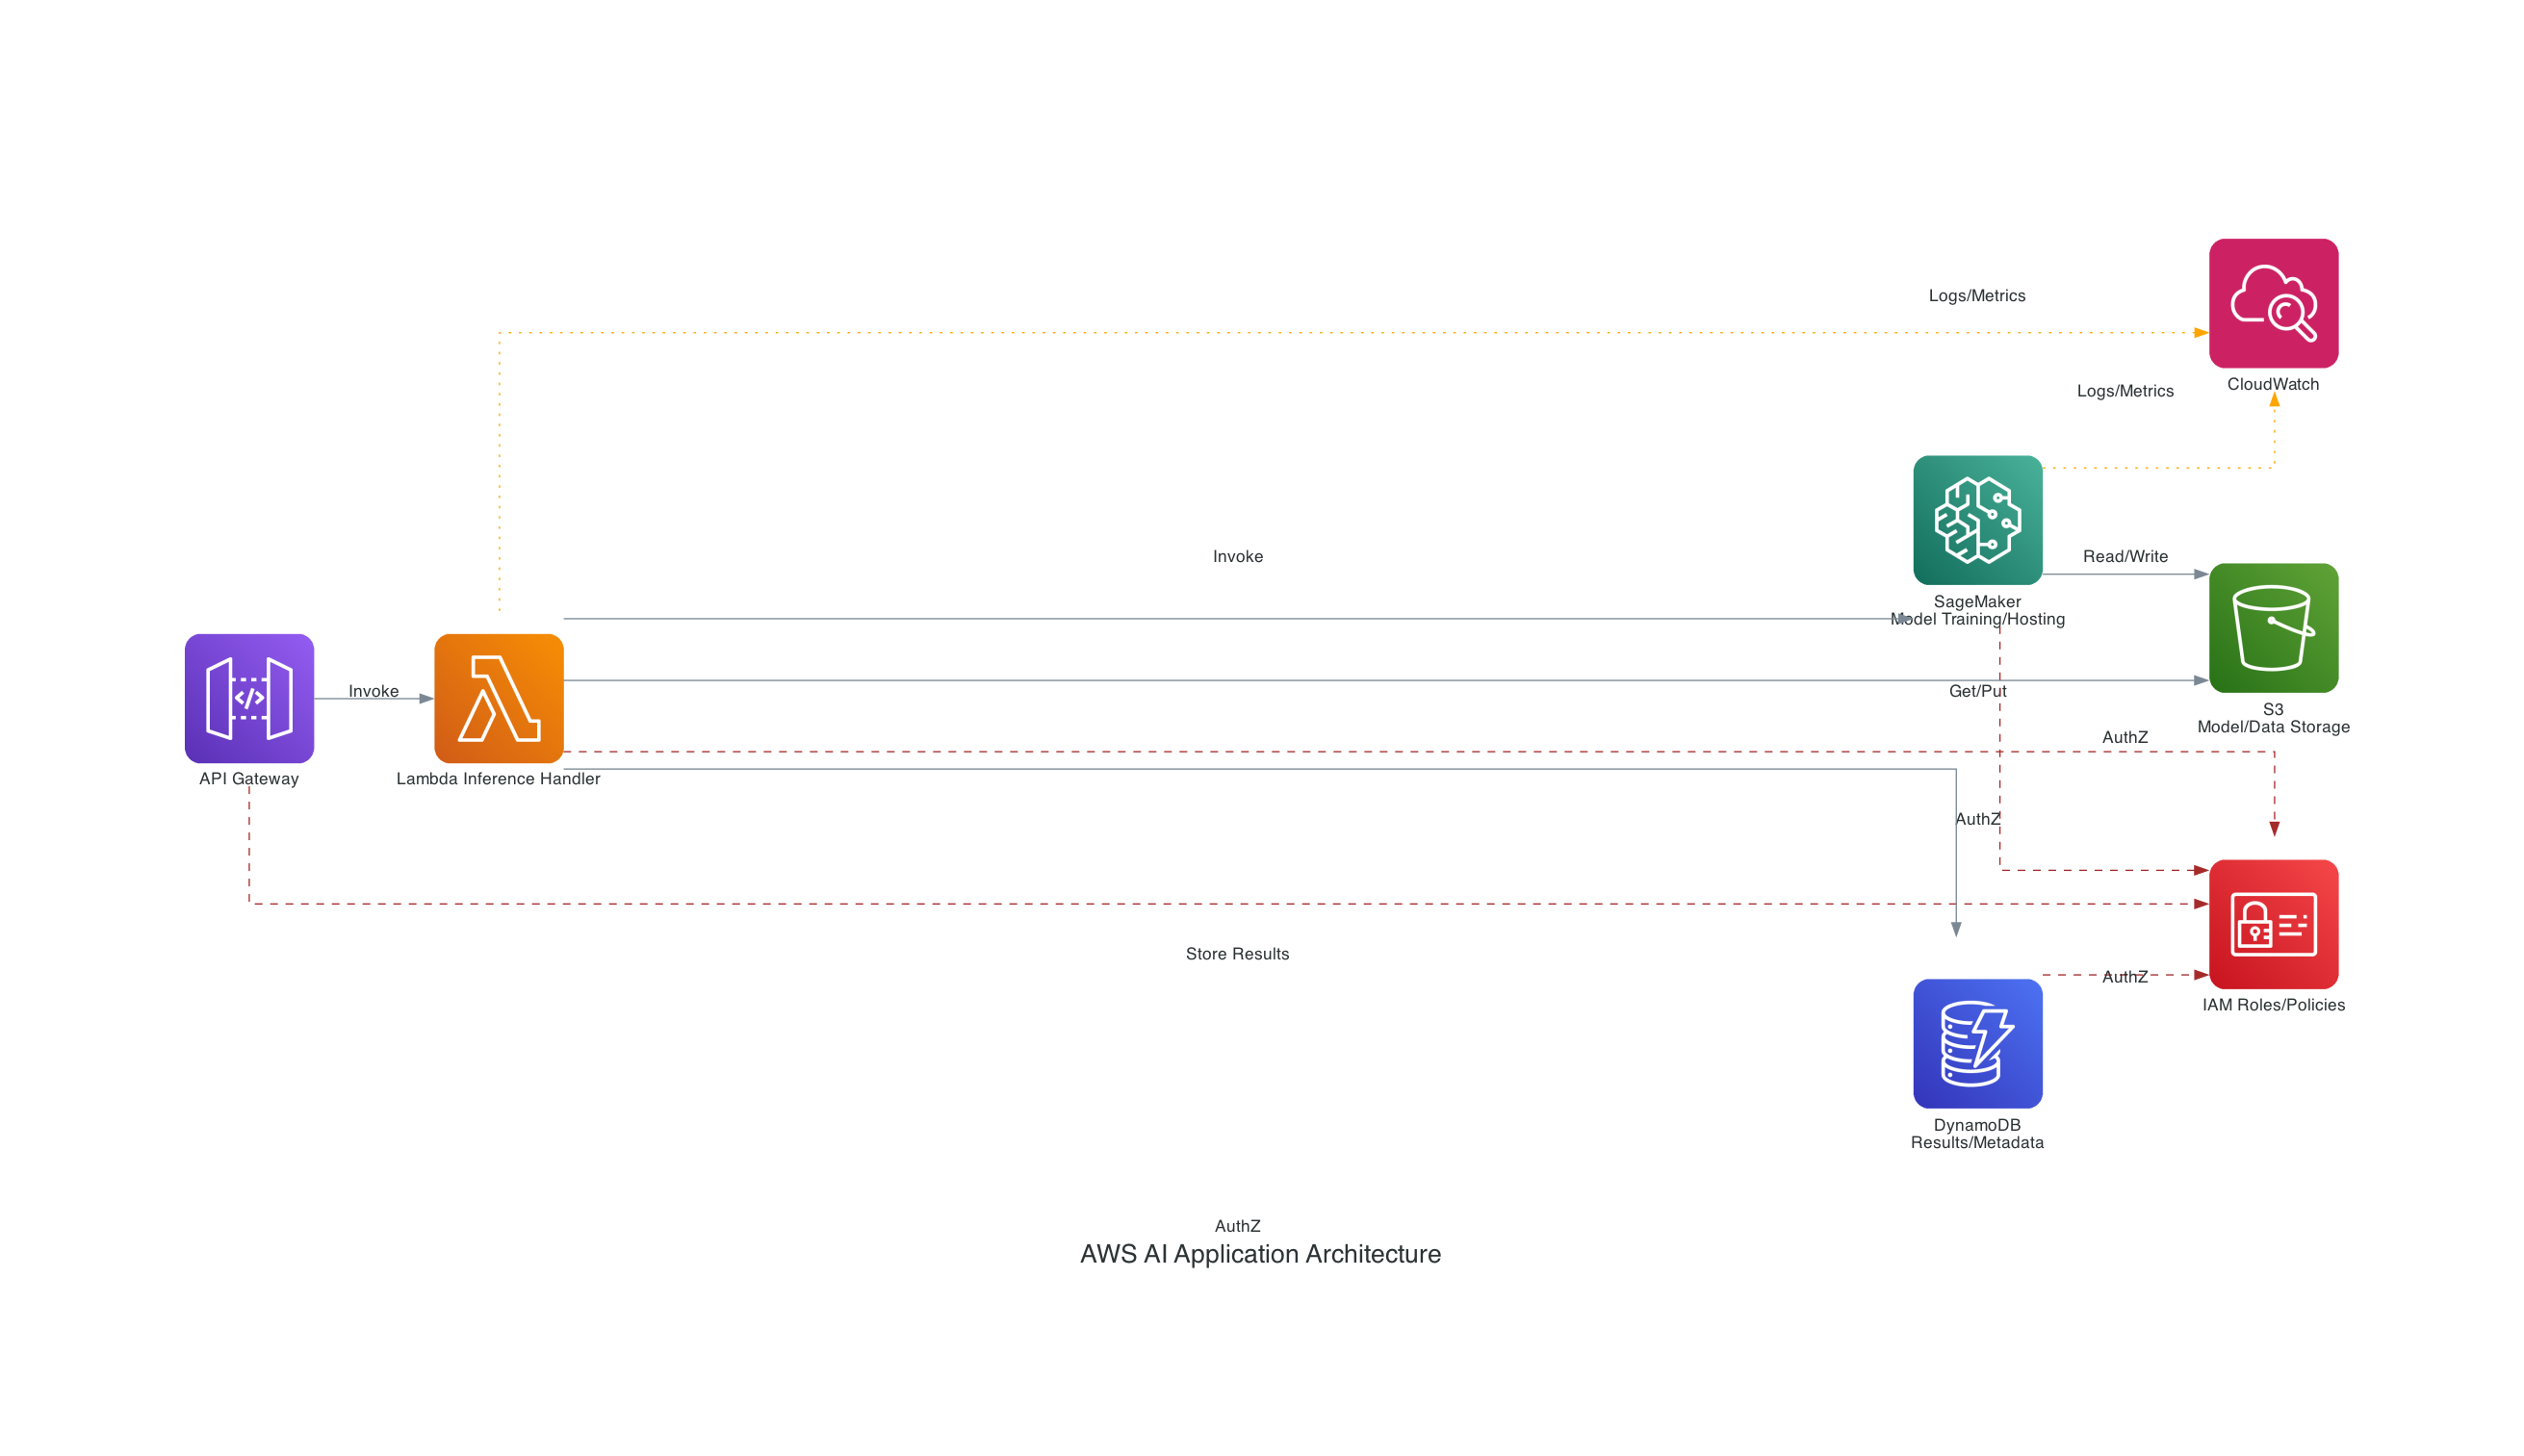 Logs/Metrics
CloudWatch
Logs/Metrics
Invoke
Read/Write
SageMaker
Model Training/Hosting
Invoke
Get/Put
S3
Model/Data Storage
AuthZ
API Gateway
Lambda Inference Handler
AuthZ
Store Results
AuthZ
IAM Roles/Policies
DynamoDB
Results/Metadata
AuthZ
AWS AI Application Architecture